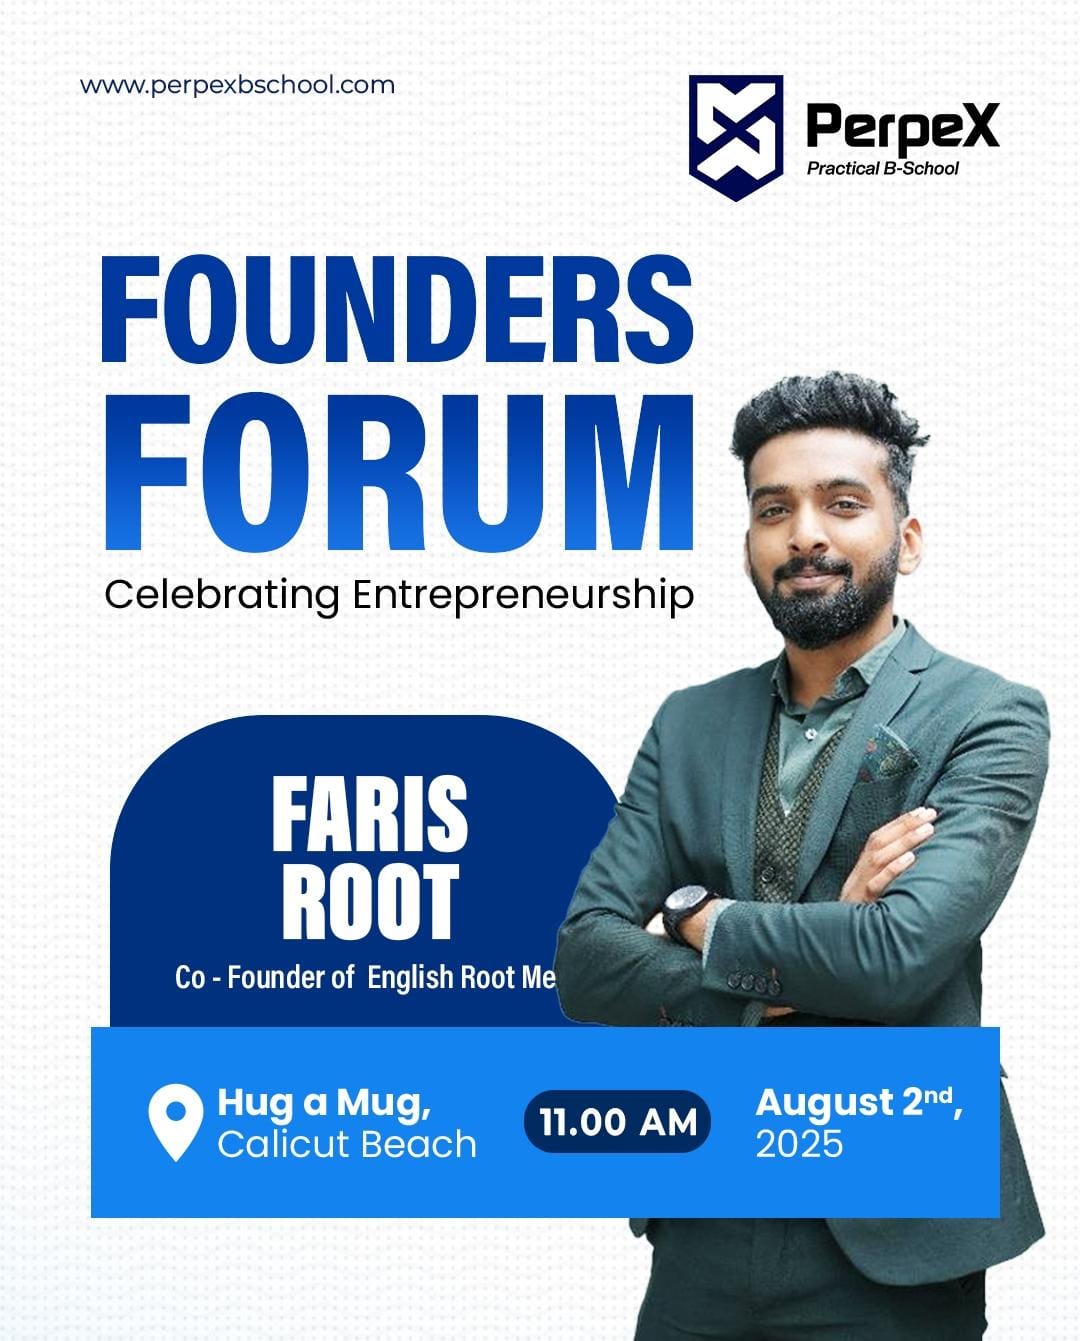 www.perpexbschool.com
PerpeX
Practical B-School
FOUNDERS
FORUM
Celebrating Entrepreneurship
FARIS
ROOT
Co - Founder of English Root Me
Hug a Mug,
Calicut Beach
11.00 AM
August 2nd,
2025